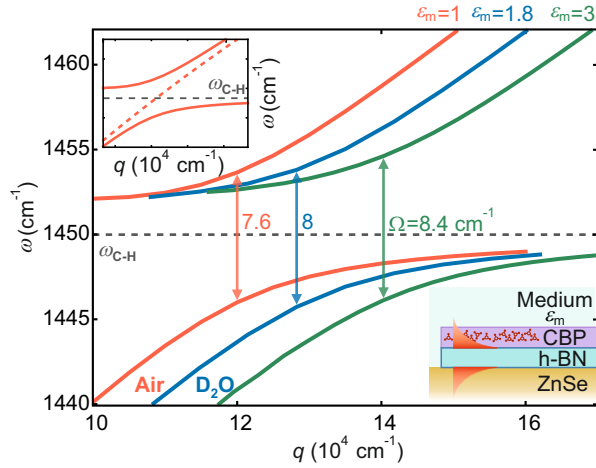 εm=1 εm=1.8 εm=3
1460
1455
1450
1445
1440
ω (cm-1)
ωC-H
ω (cm-1)
q (104 cm-1)
7.6
8
Ω=8.4 cm-1
ωC-H
Air
D2O
Medium
εm
CBP
h-BN
ZnSe
10 12 14 16
q (104 cm-1)